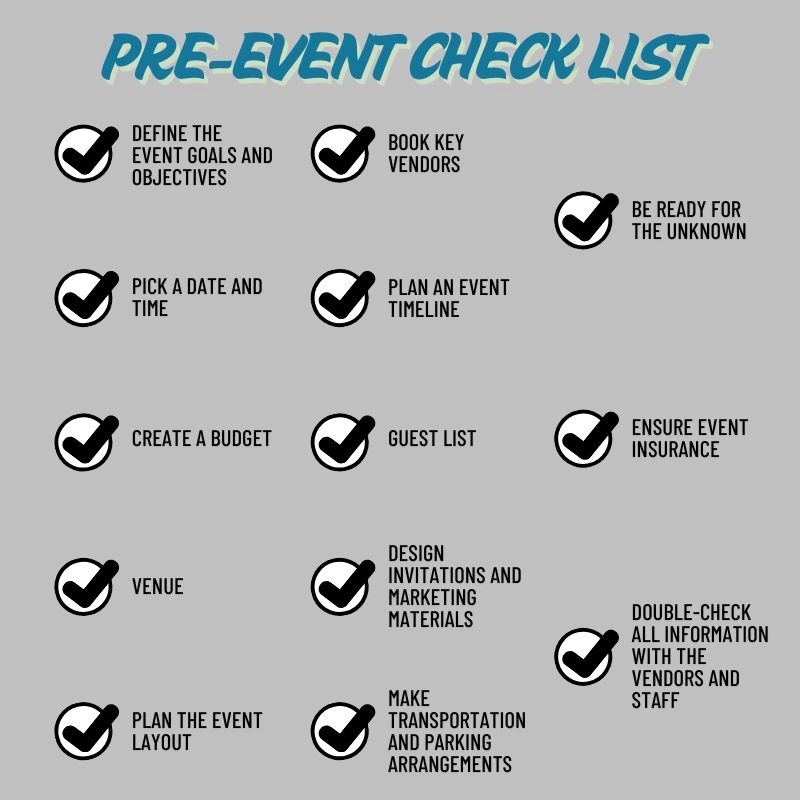 PRE-EVENT CHECK LIST
DEFINE THE
EVENT GOALS AND
OBJECTIVES
PICK A DATE AND
TIME
CREATE A BUDGET
VENUE
PLAN THE EVENT
LAYOUT
BOOK KEY
VENDORS
PLAN AN EVENT
TIMELINE
GUEST LIST
DESIGN
INVITATIONS AND
MARKETING
MATERIALS
MAKE
TRANSPORTATION
AND PARKING
ARRANGEMENTS
BE READY FOR
THE UNKNOWN
ENSURE EVENT
INSURANCE
DOUBLE-CHECK
ALL INFORMATION
WITH THE
VENDORS AND
STAFF